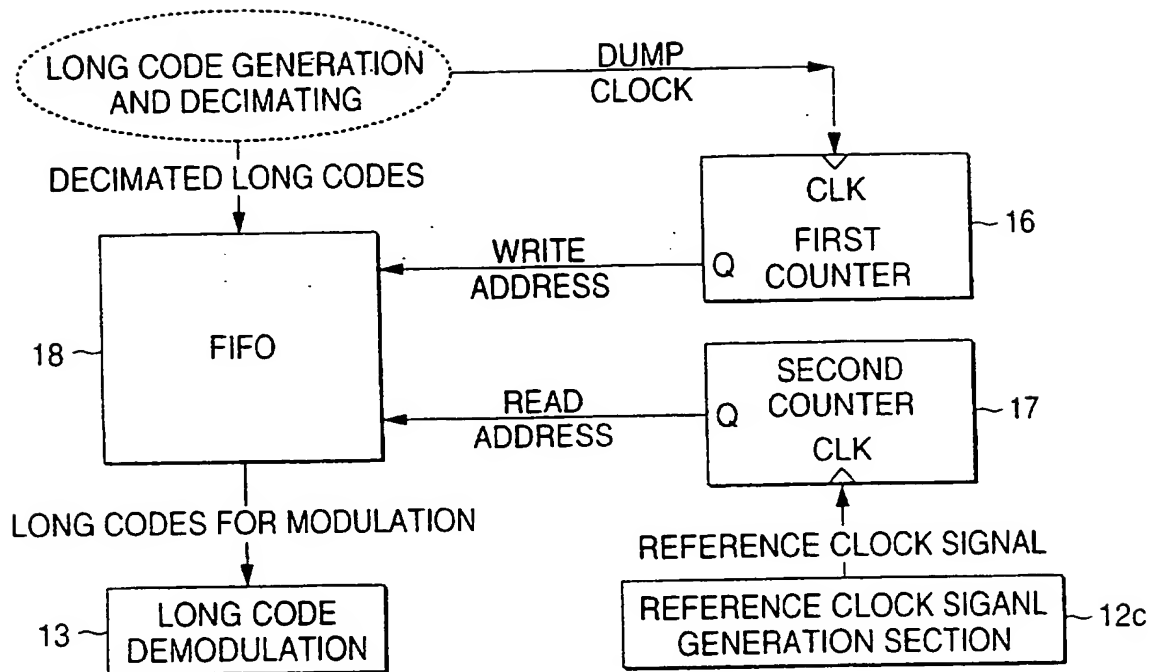 LONG CODE GENERATION
AND DECIMATING
DUMP
CLOCK
DECIMATED LONG CODES
CLK
FIRST
COUNTER
Q
16
WRITE
ADDRESS
18
FIFO
SECOND
COUNTER
Q
CLK
17
READ
ADDRESS
LONG CODES FOR MODULATION
REFERENCE CLOCK SIGNAL
13
LONG CODE
DEMODULATION
REFERENCE CLOCK SIGANL
GENERATION SECTION
12c